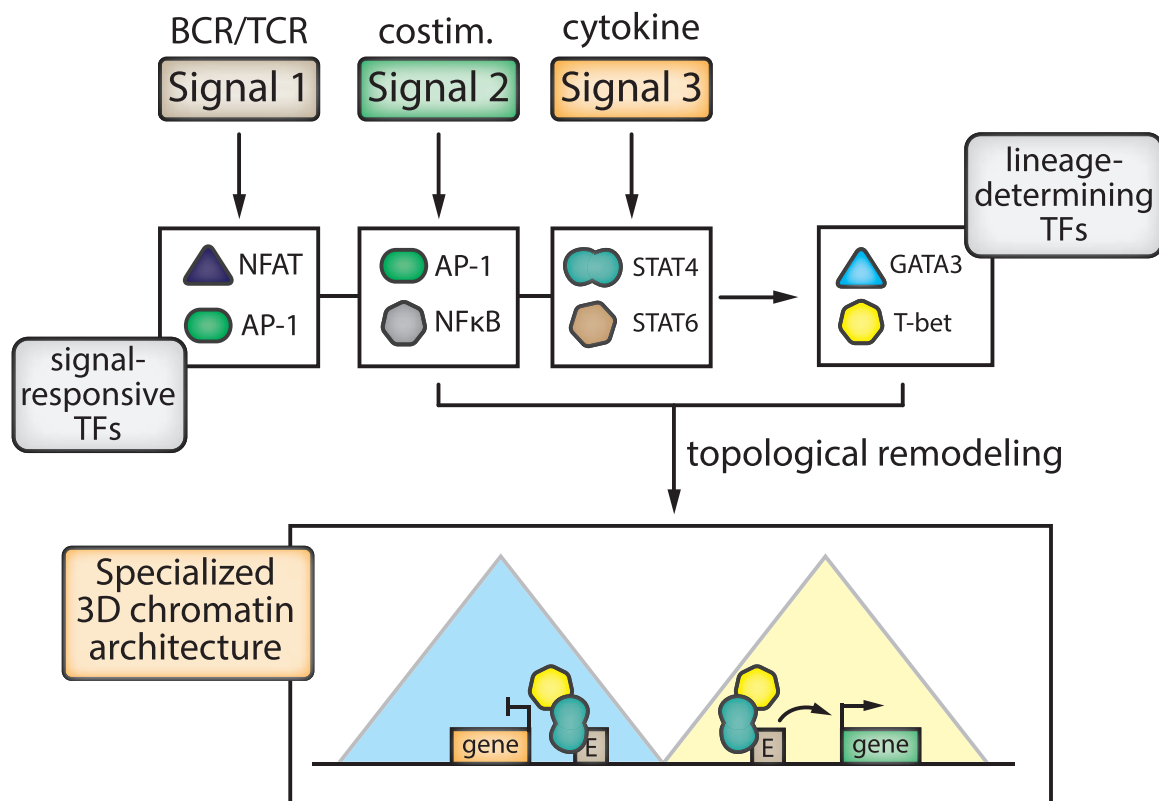 BCR/TCR
costim.
cytokine
Signal 1
Signal 2
Signal 3
lineage-
determining
TFs
NFAT
AP-1
AP-1
NFκB
STAT4
STAT6
GATA3
T-bet
signal-
responsive
TFs
topological remodeling
Specialized
3D chromatin
architecture
gene
E
E
gene